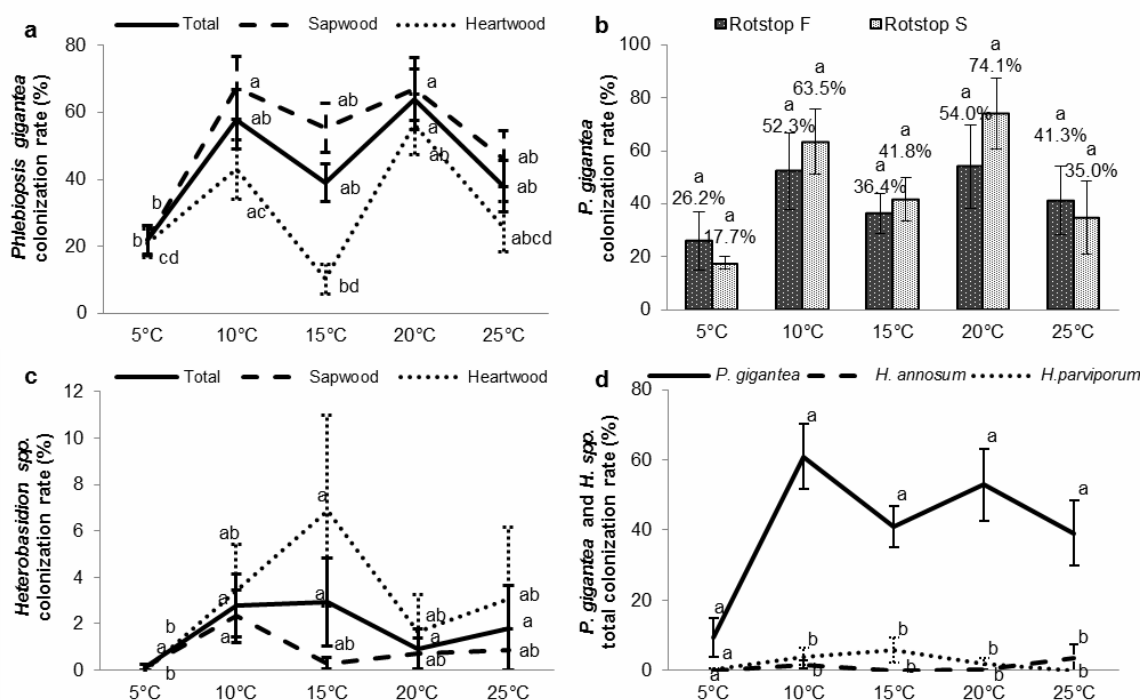 a
Total Sapwood Heartwood
Phlebiopsis gigantea
colonization rate (%)
80
60
40
20
0
a
a
ab
ab
ab
a
ab
ab
ab
b
b
cd
ac
bd
abcd
5°C 10°C 15°C 20°C 25°C
b
Rotstop F Rotstop S
P. gigantea
colonization rate (%)
100
80
60
40
20
0
a
26.2%
a
17.7%
a
52.3%
a
63.5%
a
36.4%
a
41.8%
a
54.0%
a
74.1%
a
41.3%
a
35.0%
5°C 10°C 15°C 20°C 25°C
c
Total Sapwood Heartwood
Heterobasidion spp.
colonization rate (%)
12
10
8
6
4
2
0
b
a
b
ab
a
a
a
a
ab
ab
a
ab
ab
a
ab
5°C 10°C 15°C 20°C 25°C
d
P. gigantea H. annosum H.parviporum
P. gigantea and H. spp.
total colonization rate (%)
80
60
40
20
0
a
a
a
a
a
a
a
b
b
b
b
b
b
b
b
5°C 10°C 15°C 20°C 25°C